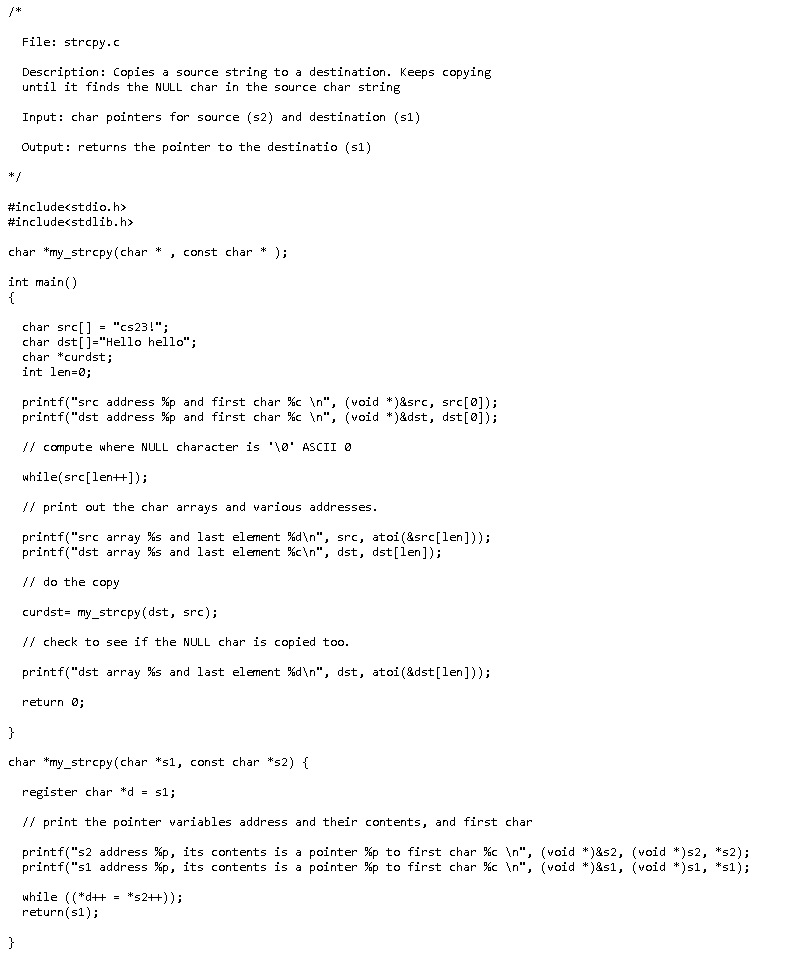 /*
File: strcpy.c
Description: Copies a source string to a destination. Keeps copying
until it finds the NULL char in the source char string
Input: char pointers for source (s2) and destination (s1)
Output: returns the pointer to the destinatio (s1)
*/
#include<stdio.h>
#include<stdlib.h>
char *my_strcpy(char * , const char * );
int main()
{
char src[] = "cs23!";
char dst[]="Hello hello";
char *curdst;
int len=0;
printf("src address %p and first char %c \n", (void *)&src, src[0]);
printf("dst address %p and first char %c \n", (void *)&dst, dst[0]);
// compute where NULL character is '\0' ASCII 0
while(src[len++]);
// print out the char arrays and various addresses.
printf("src array %s and last element %d\n", src, atoi(&src[len]));
printf("dst array %s and last element %c\n", dst, dst[len]);
// do the copy
curdst= my_strcpy(dst, src);
// check to see if the NULL char is copied too.
printf("dst array %s and last element %d\n", dst, atoi(&dst[len]));
return 0;
}
char *my_strcpy(char *s1, const char *s2) {
register char *d = s1;
// print the pointer variables address and their contents, and first char
printf("s2 address %p, its contents is a pointer %p to first char %c \n", (void *)&s2, (void *)s2, *s2);
printf("s1 address %p, its contents is a pointer %p to first char %c \n", (void *)&s1, (void *)s1, *s1);
while ((*d++ = *s2++));
return(s1);
}